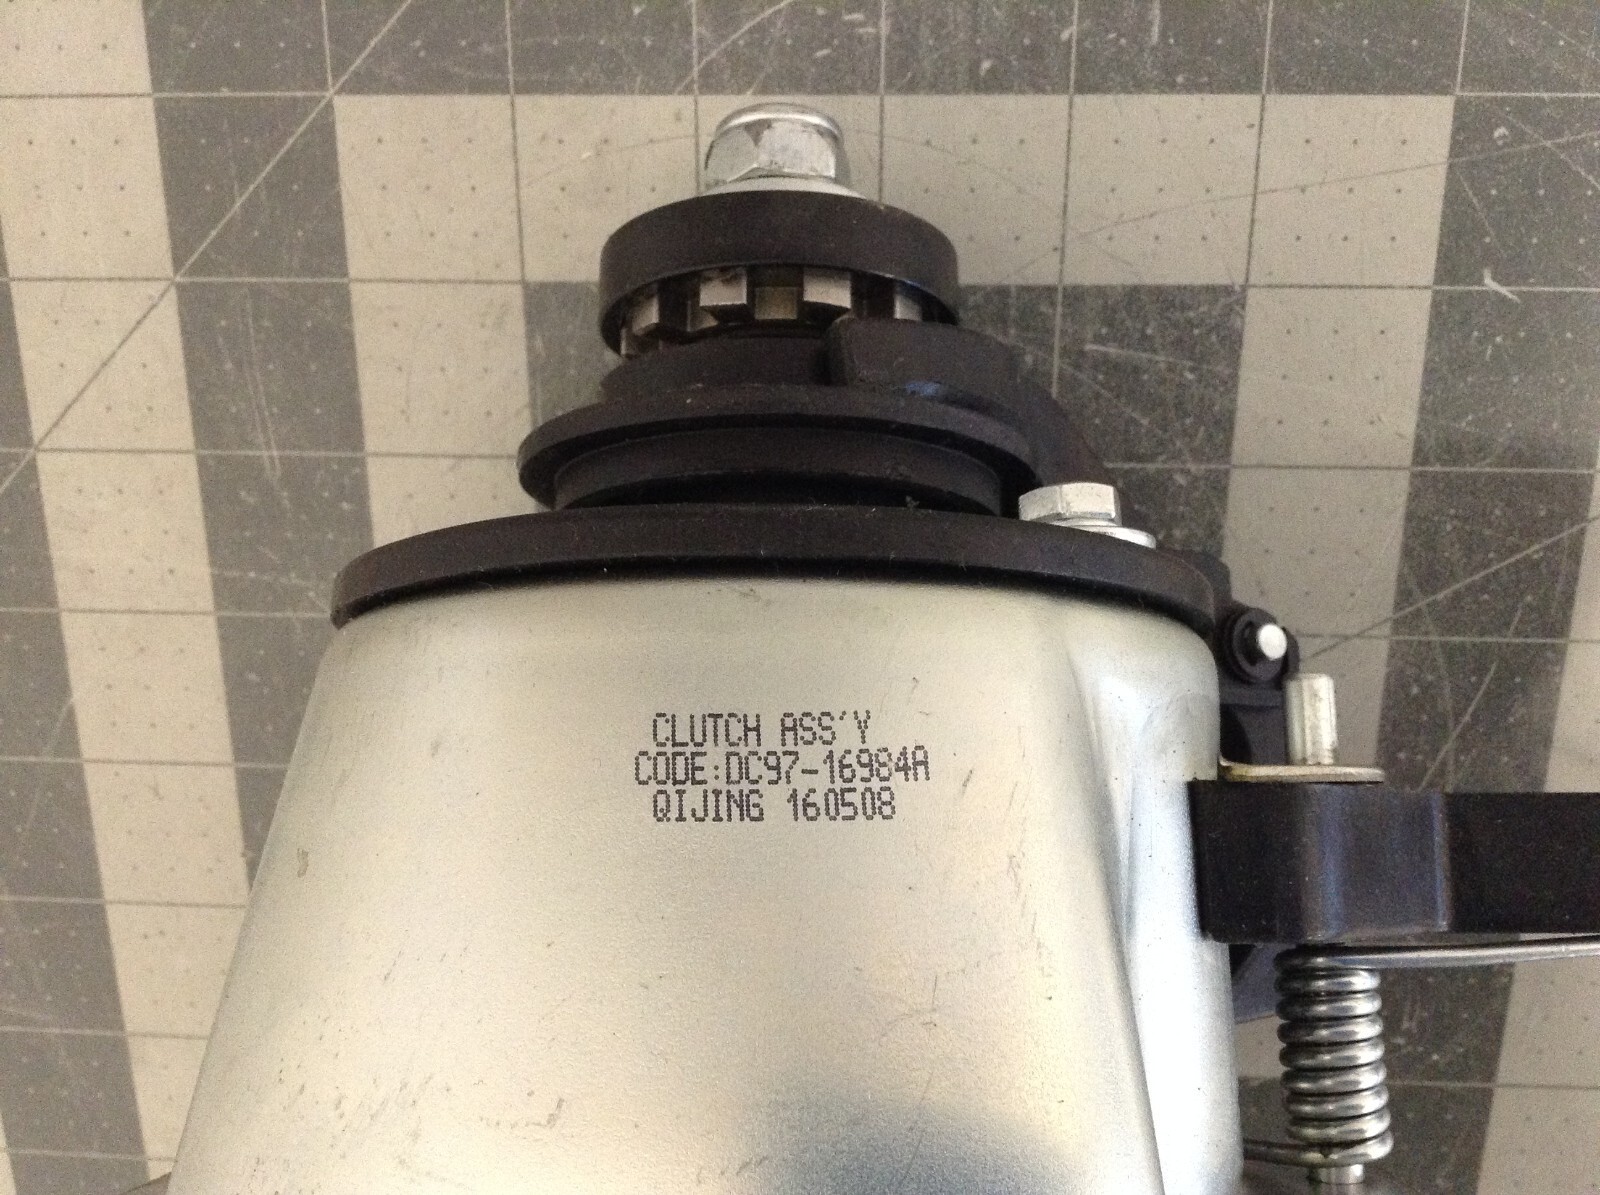 CLUTCH ASS'Y
CODE:DC97-16984A
QIJING 160508